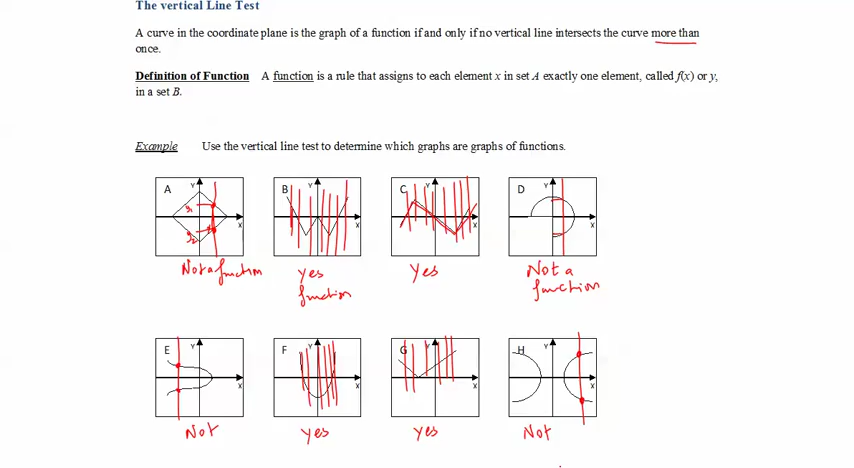 The vertical Line Test
A curve in the coordinate plane is the graph of a function if and only if no vertical line intersects the curve more than
once.
Definition of Function A function is a rule that assigns to each element x in set A exactly one element, called f(x) or y,
in a set B.
Example Use the vertical line test to determine which graphs are graphs of functions.
A Y X
B Y X
C Y X
D Y X
y1
y2
Not a function
yes
function
yes
Not a
function
E Y X
F Y X
G Y X
H Y X
Not
yes
yes
Not